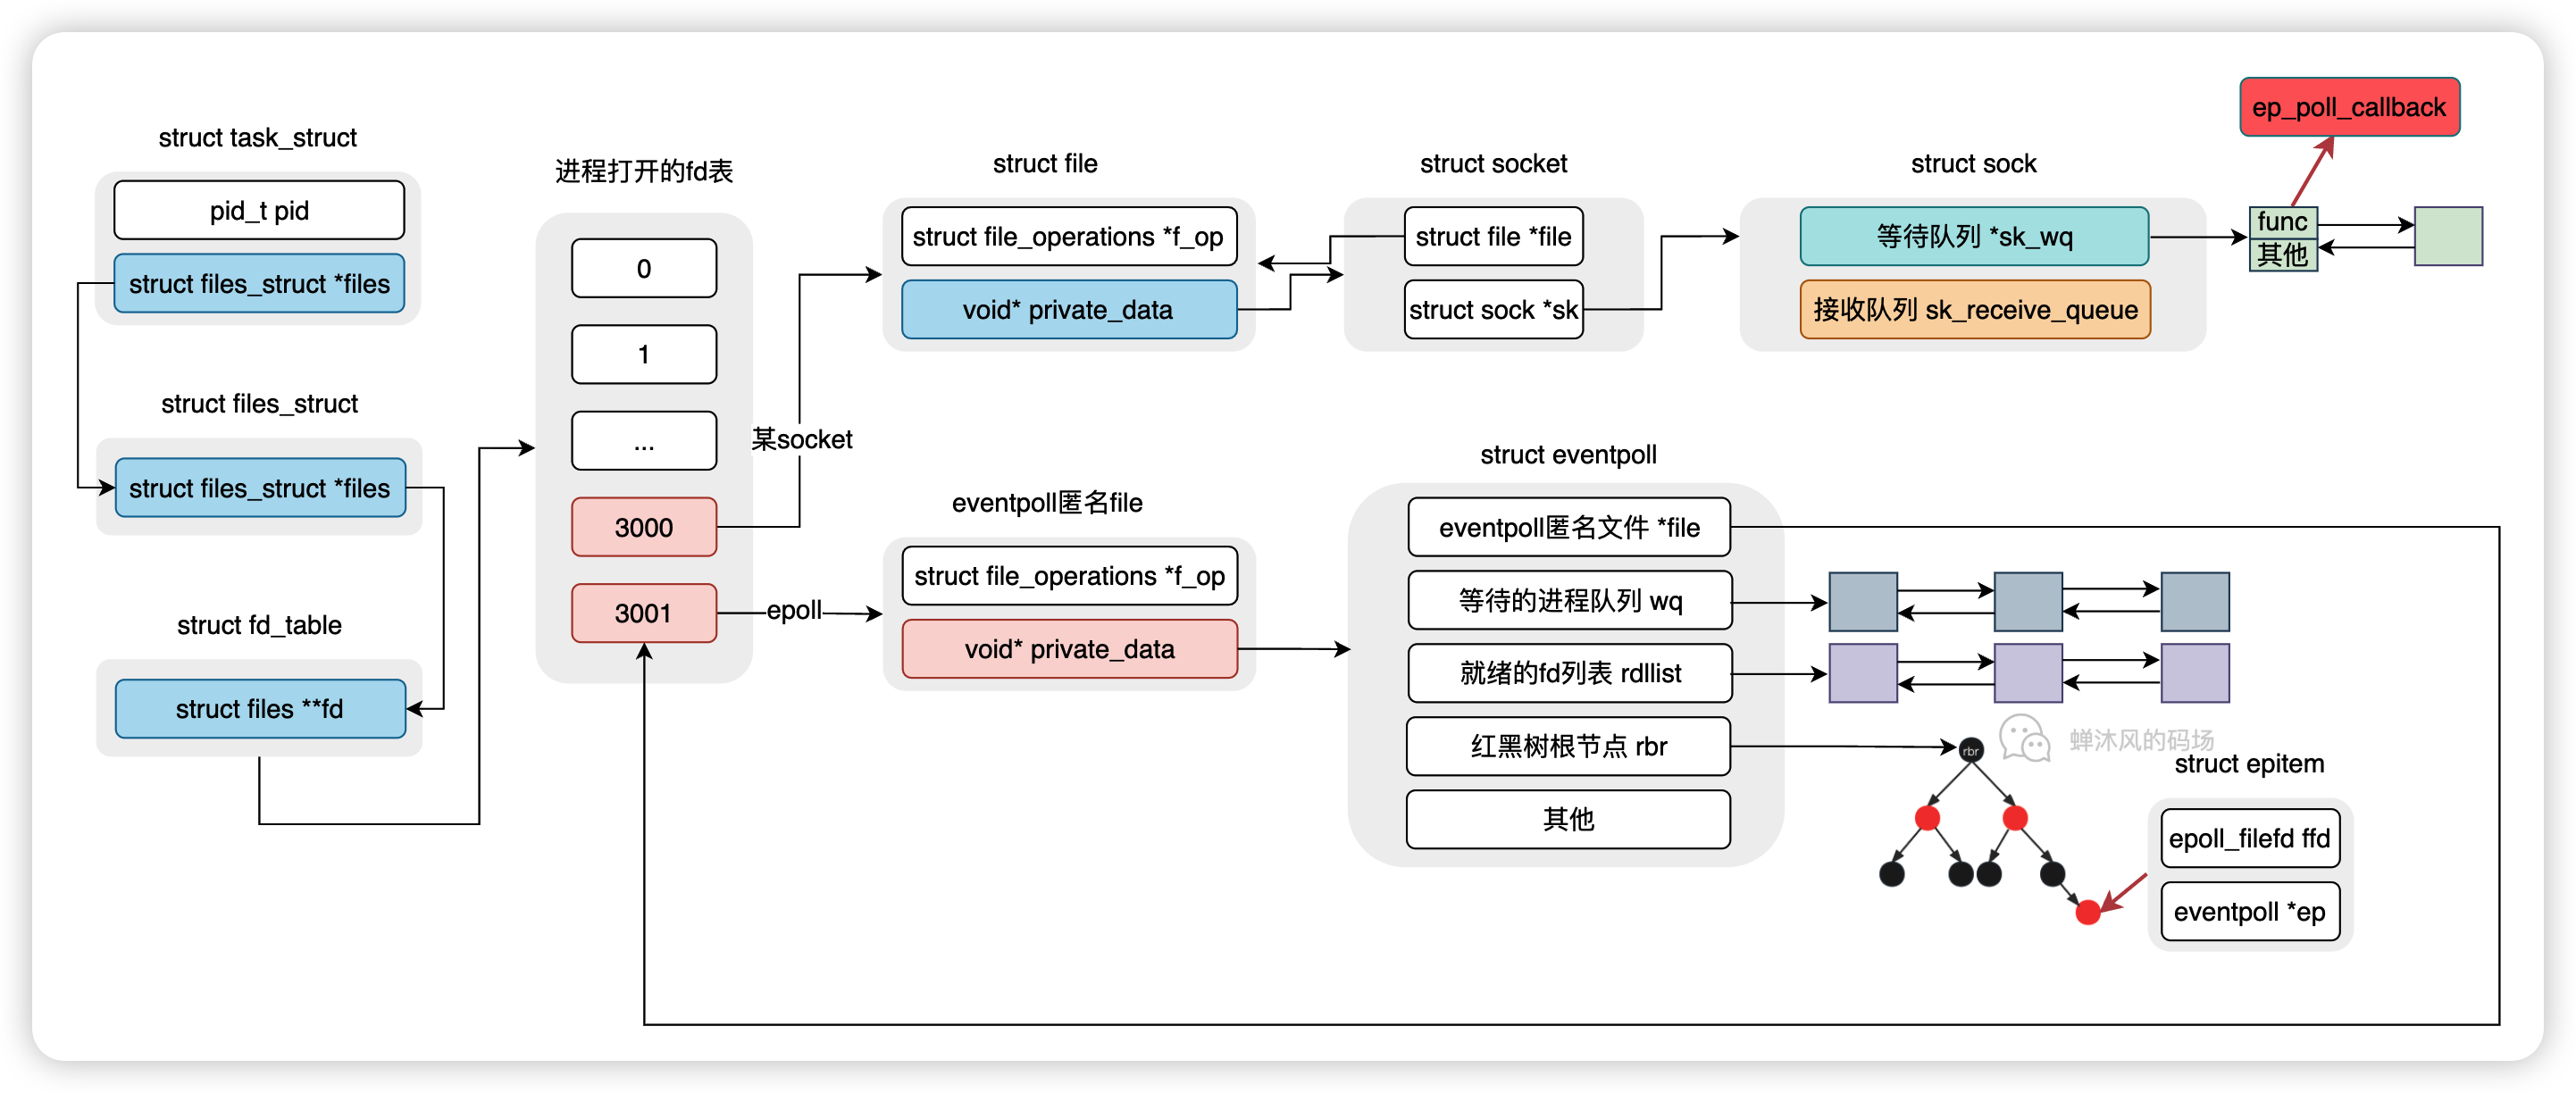 struct task_struct
pid_t pid
struct files_struct *files
struct files_struct
struct files_struct *files
struct fd_table
struct files **fd
进程打开的fd表
0
1
...
3000
3001
某socket
epoll
struct file
struct file_operations *f_op
void* private_data
struct socket
struct file *file
struct sock *sk
struct sock
等待队列 *sk_wq
接收队列 sk_receive_queue
ep_poll_callback
func
其他
eventpoll匿名file
struct file_operations *f_op
void* private_data
struct eventpoll
eventpoll匿名文件 *file
等待的进程队列 wq
就绪的fd列表 rdllist
红黑树根节点 rbr
其他
rbr
蝉沐风的码场
struct epitem
epoll_filefd ffd
eventpoll *ep